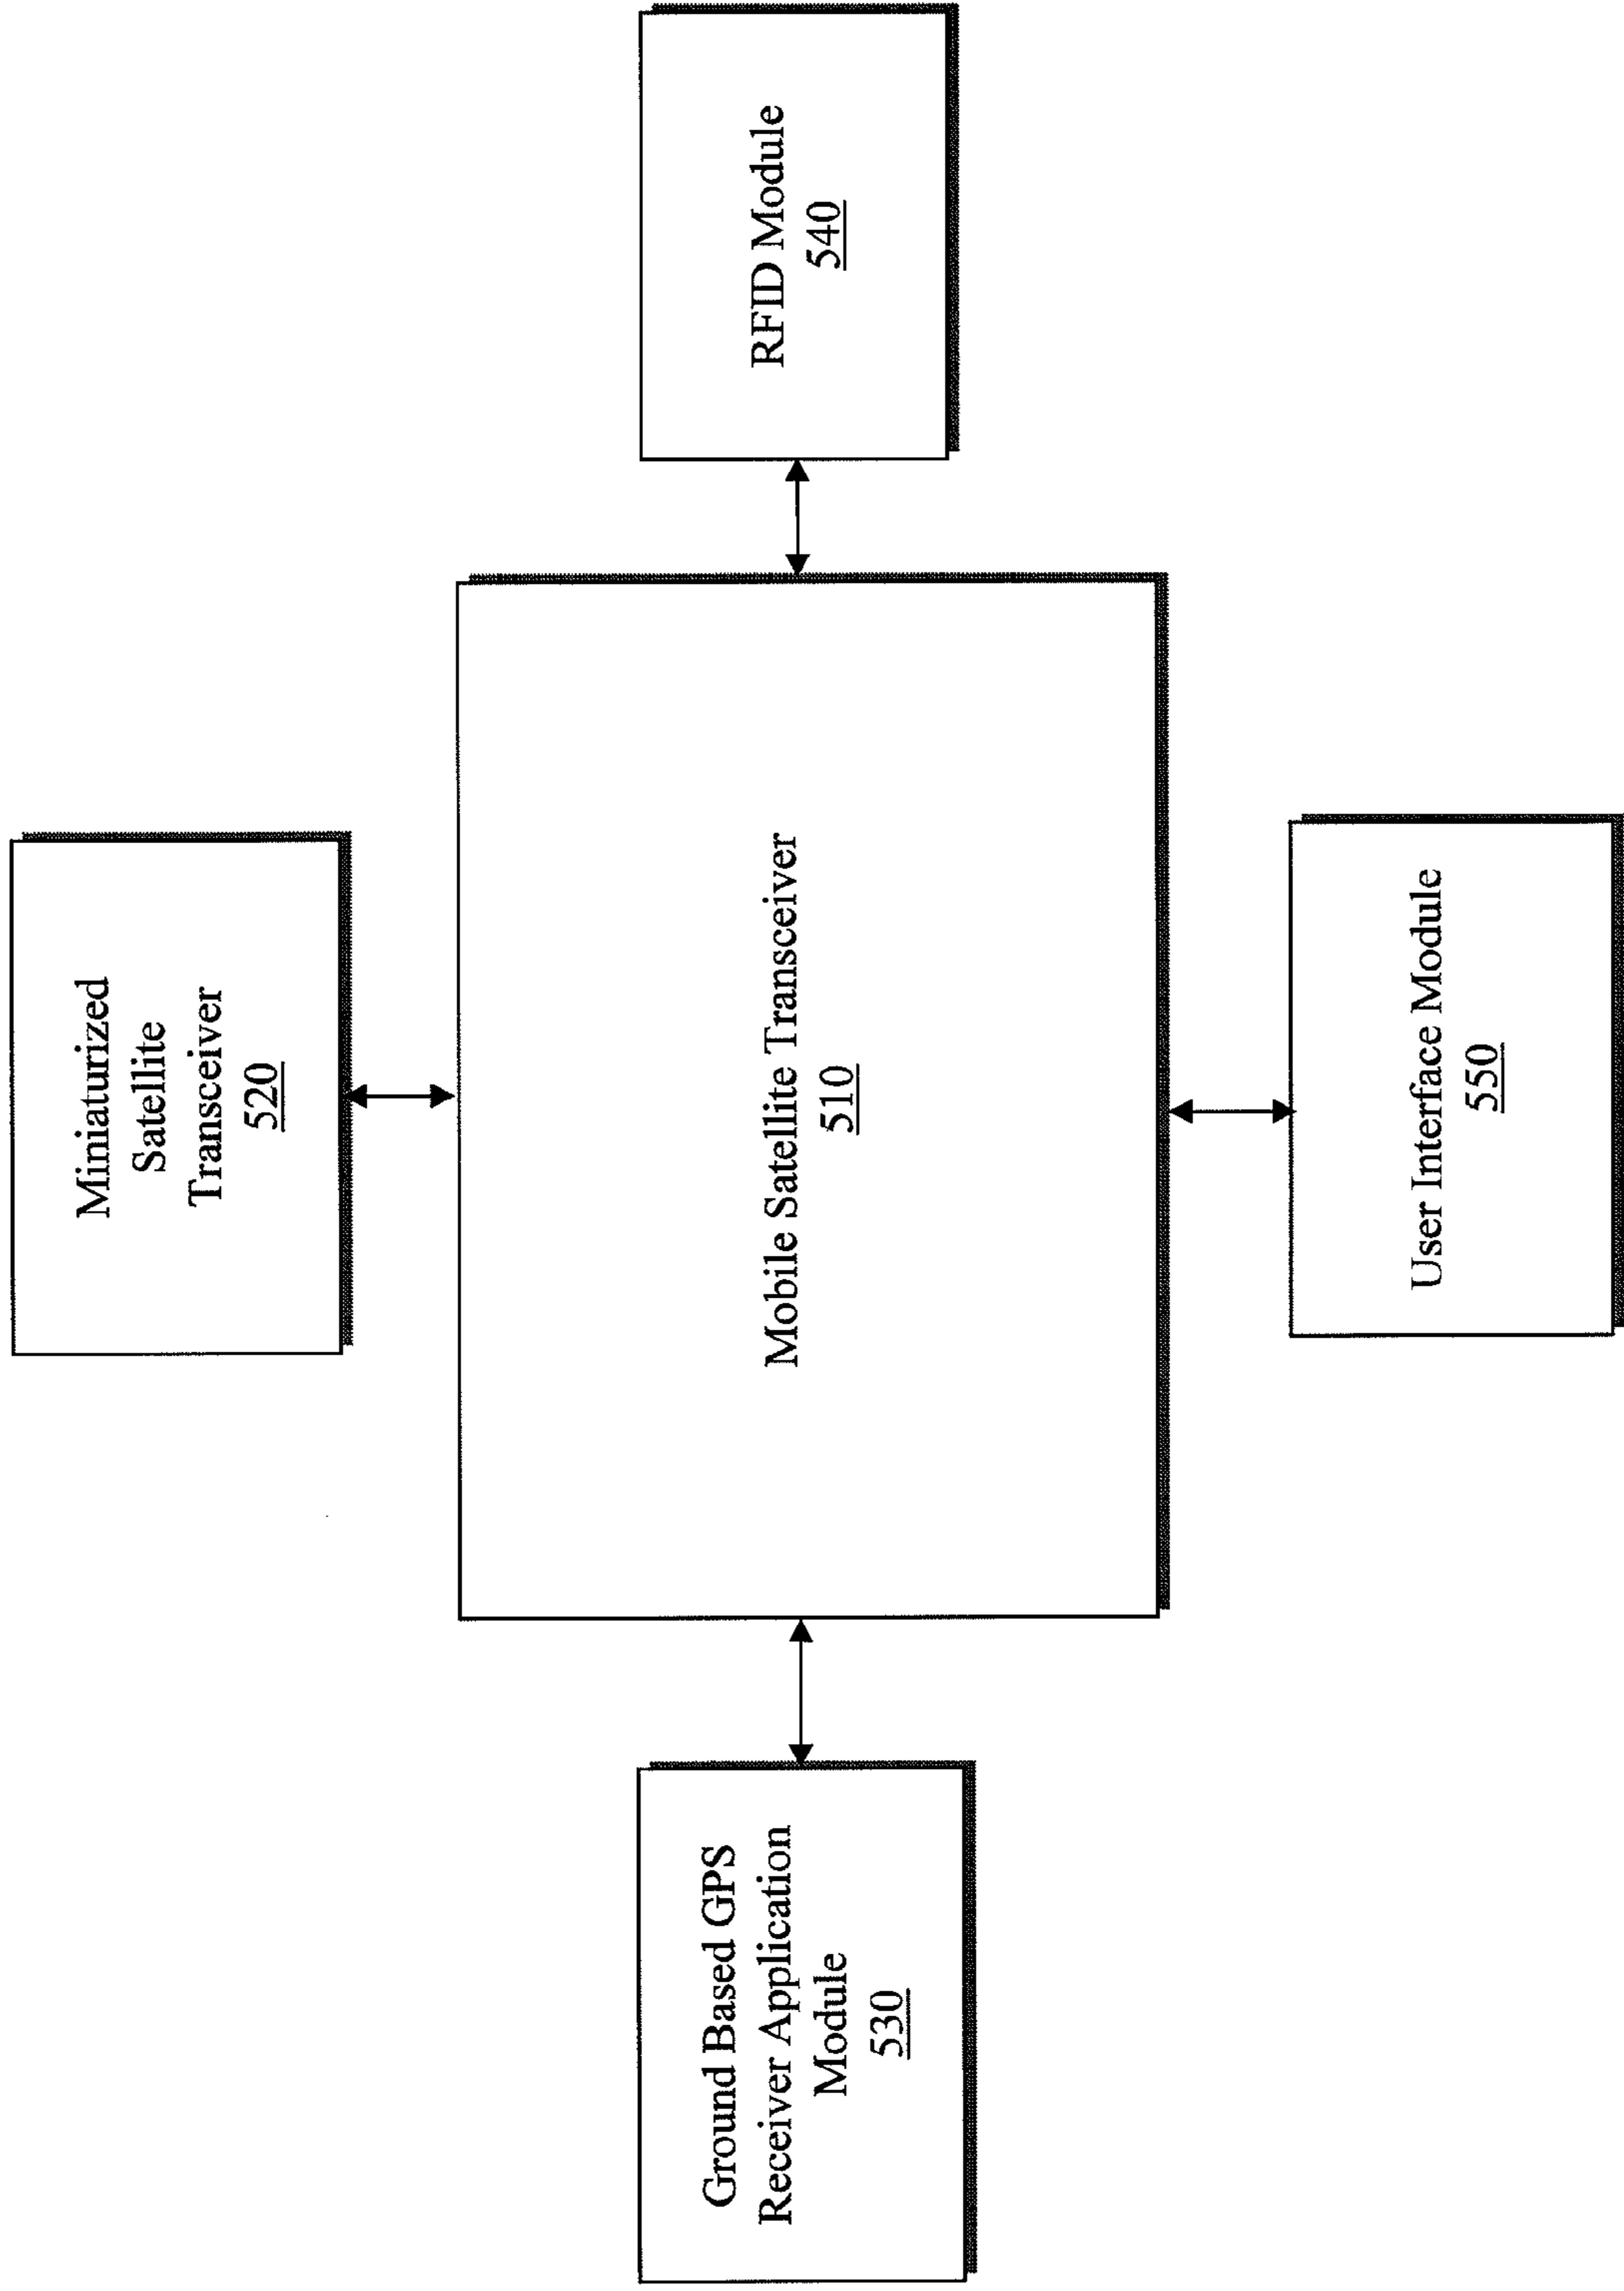 Miniaturized
Satellite
Transceiver
520
Ground Based GPS
Receiver Application
Module
530
Mobile Satellite Transceiver
510
RFID Module
540
User Interface Module
550